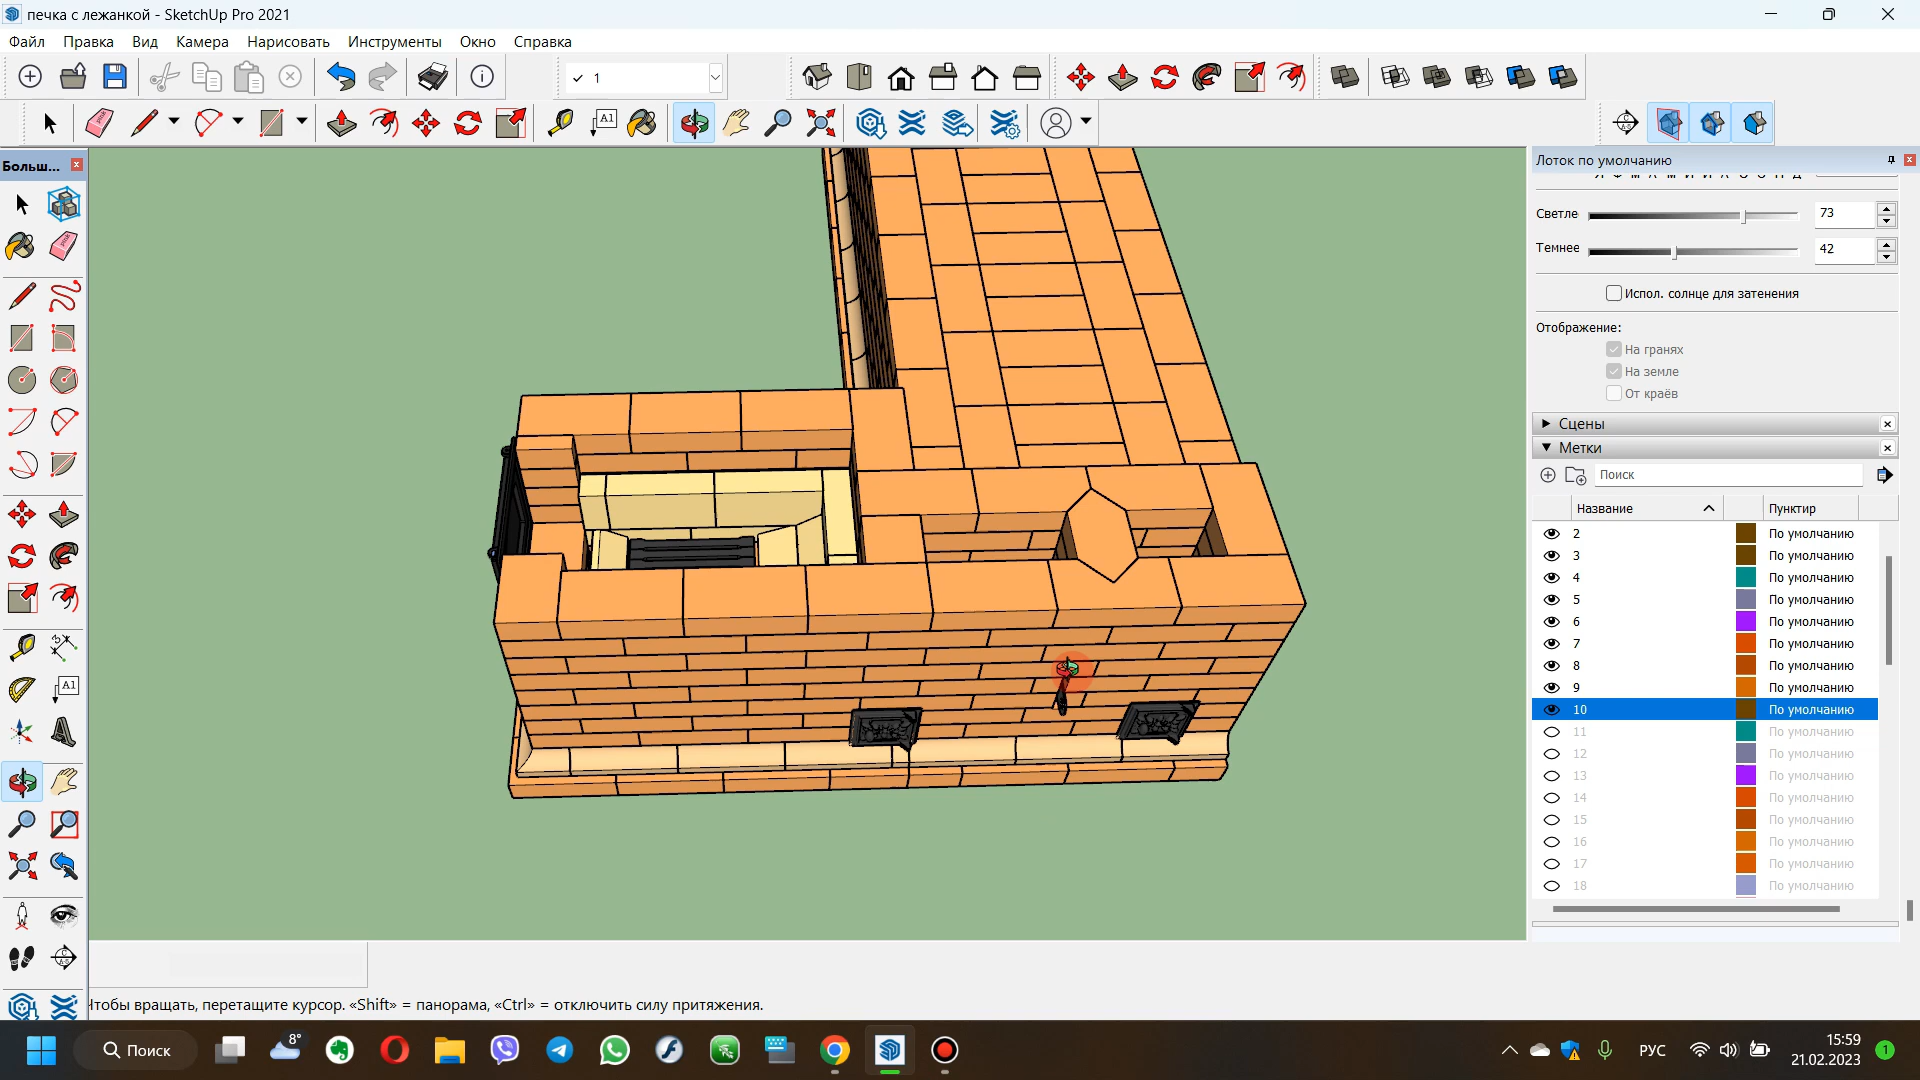 печка с лежанкой - SketchUp Pro 2021
Файл Правка Вид Камера Нарисовать Инструменты Окно Справка
1
Больш...
Лоток по умолчанию
Светле 73
Темнее 42
Испол. солнце для затенения
Отображение:
На гранях
На земле
От краёв
Сцены
Метки
Поиск
Название Пунктир
2 По умолчанию
3 По умолчанию
4 По умолчанию
5 По умолчанию
6 По умолчанию
7 По умолчанию
8 По умолчанию
9 По умолчанию
10 По умолчанию
11 По умолчанию
12 По умолчанию
13 По умолчанию
14 По умолчанию
15 По умолчанию
16 По умолчанию
17 По умолчанию
18 По умолчанию
Чтобы вращать, перетащите курсор. «Shift» = панорама, «Ctrl» = отключить силу притяжения.
Поиск
8°
РУС
15:59
21.02.2023
1